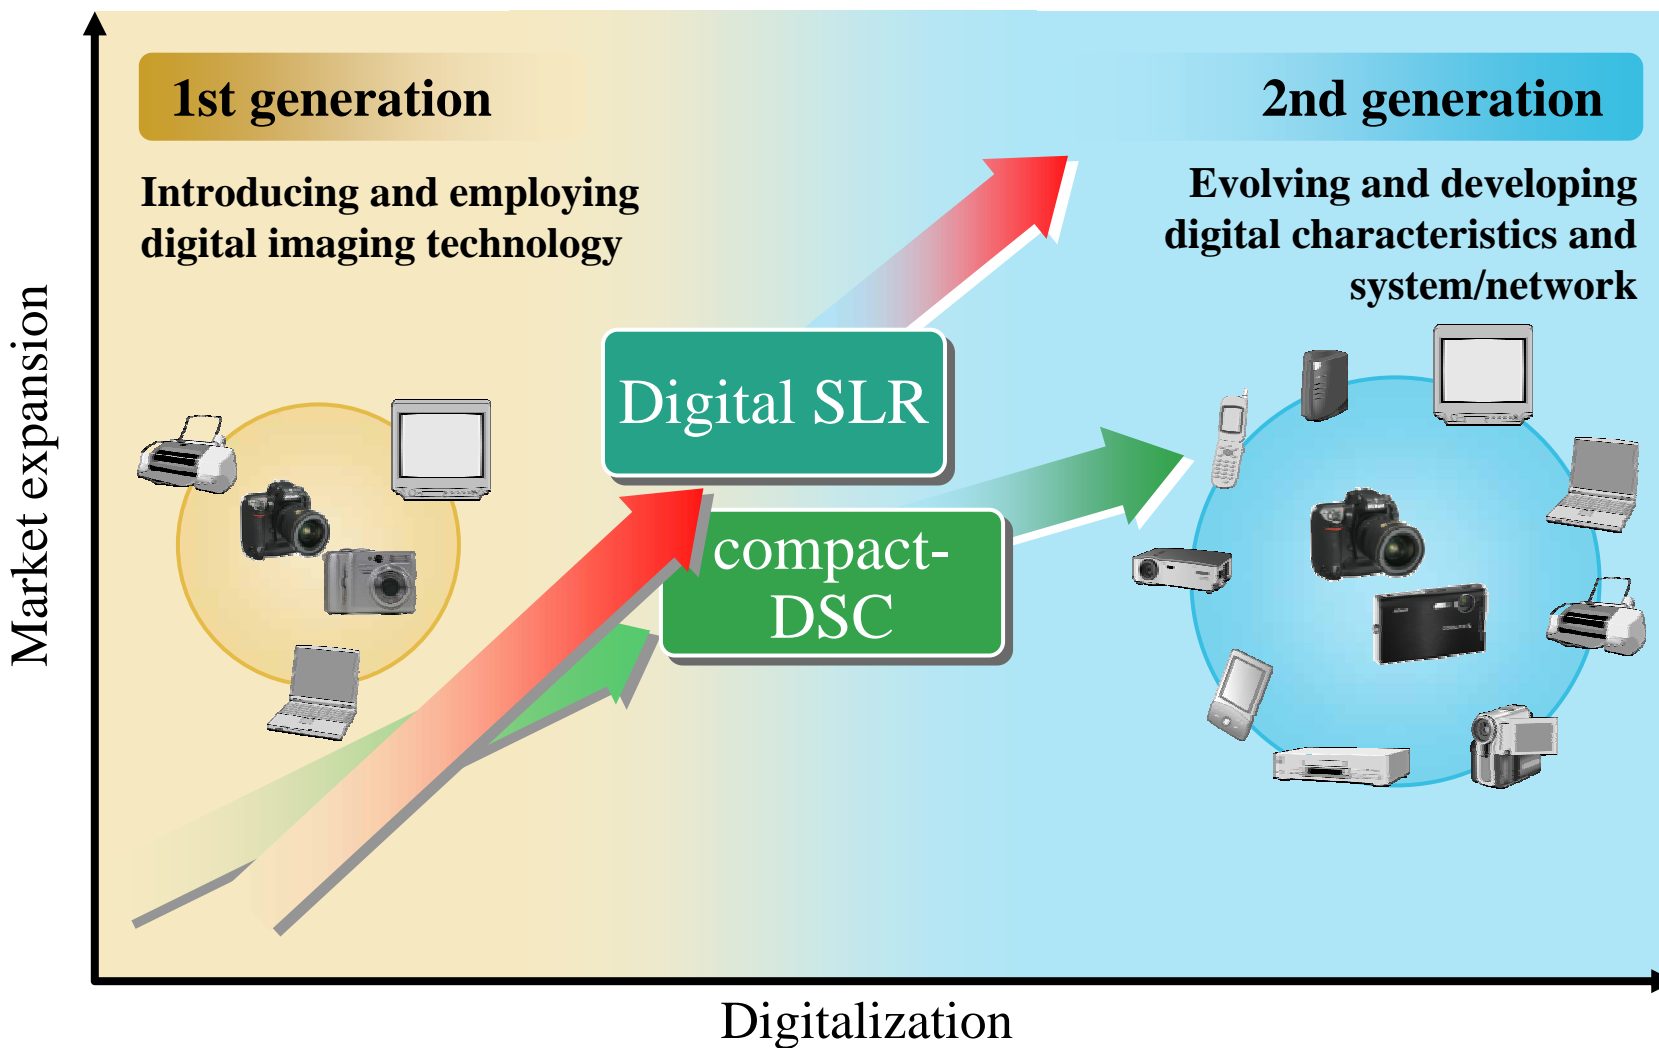 1st generation
2nd generation
Introducing and employing
digital imaging technology
Evolving and developing
digital characteristics and
system/network
Market expansion
Digital SLR
compact-
DSC
Digitalization